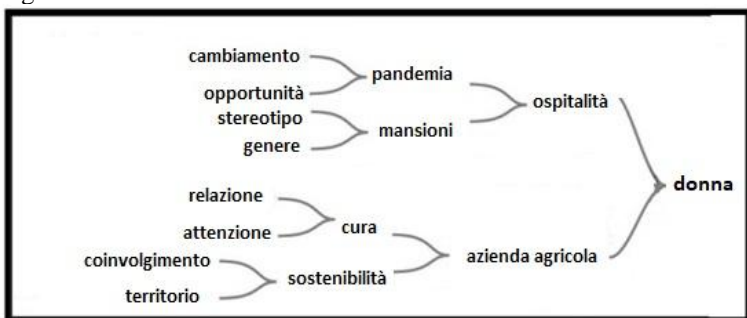 cambiamento
opportunità
pandemia
stereotipo
genere
mansioni
ospitalità
relazione
attenzione
cura
coinvolgimento
territorio
sostenibilità
azienda agricola
donna